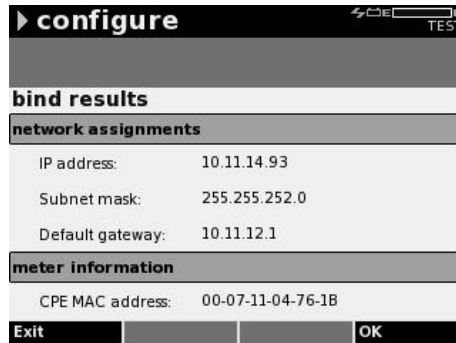 configure
E
TEST
bind results
network assignments
IP address: 10.11.14.93
Subnet mask: 255.255.252.0
Default gateway: 10.11.12.1
meter information
CPE MAC address: 00-07-11-04-76-1B
Exit OK